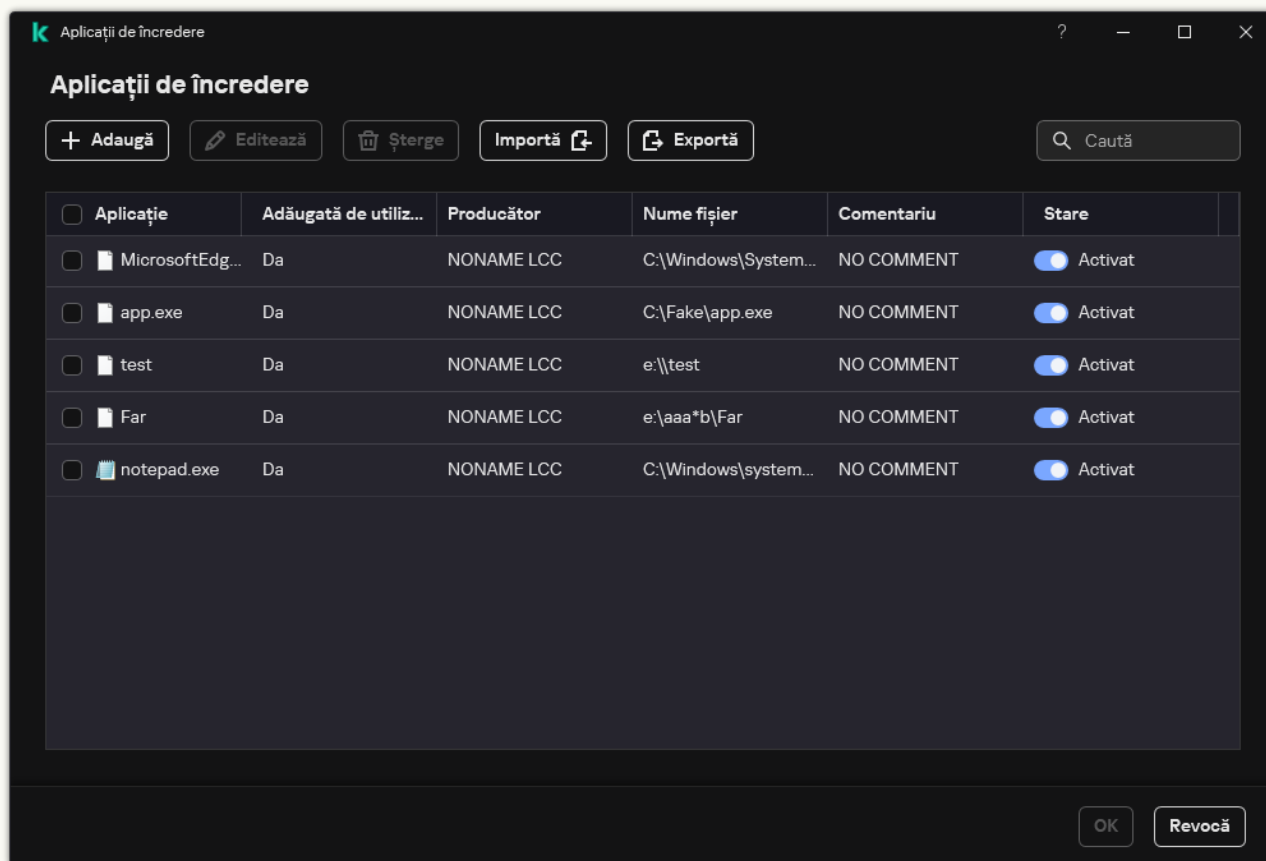 Aplicații de încredere
Aplicații de încredere
Adaugă Editează Șterge Importă Exportă Caută
Aplicație Adăugată de utiliz... Producător Nume fișier Comentariu Stare
MicrosoftEdg... Da NONAME LCC C:\Windows\System... NO COMMENT Activat
app.exe Da NONAME LCC C:\Fake\app.exe NO COMMENT Activat
test Da NONAME LCC e:\\test NO COMMENT Activat
Far Da NONAME LCC e:\aaa*b\Far NO COMMENT Activat
notepad.exe Da NONAME LCC C:\Windows\system... NO COMMENT Activat
OK Revocă